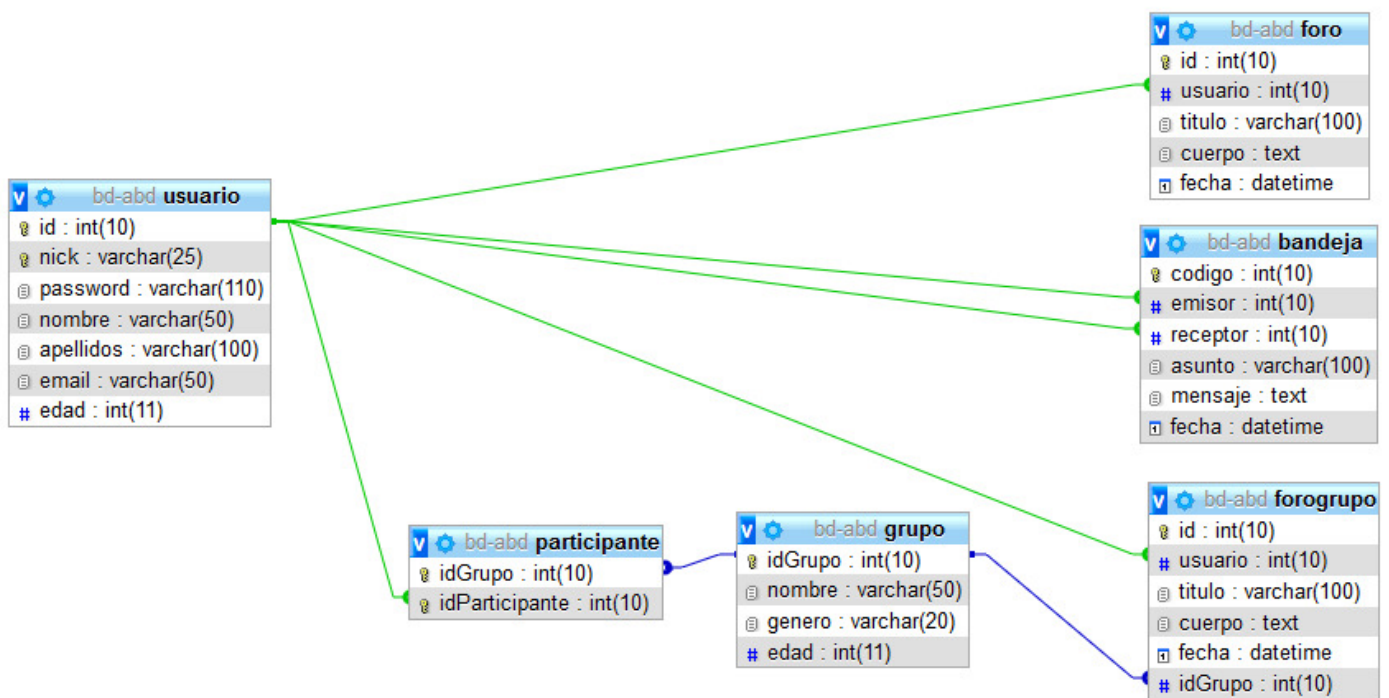 bd-abd usuario
id : int(10)
nick : varchar(25)
password : varchar(110)
nombre : varchar(50)
apellidos : varchar(100)
email : varchar(50)
# edad : int(11)
bd-abd foro
id : int(10)
# usuario : int(10)
titulo : varchar(100)
cuerpo : text
fecha : datetime
bd-abd bandeja
codigo : int(10)
# emisor : int(10)
# receptor : int(10)
asunto : varchar(100)
mensaje : text
fecha : datetime
bd-abd participante
idGrupo : int(10)
idParticipante : int(10)
bd-abd grupo
idGrupo : int(10)
nombre : varchar(50)
genero : varchar(20)
# edad : int(11)
bd-abd forogrupo
id : int(10)
# usuario : int(10)
titulo : varchar(100)
cuerpo : text
fecha : datetime
# idGrupo : int(10)